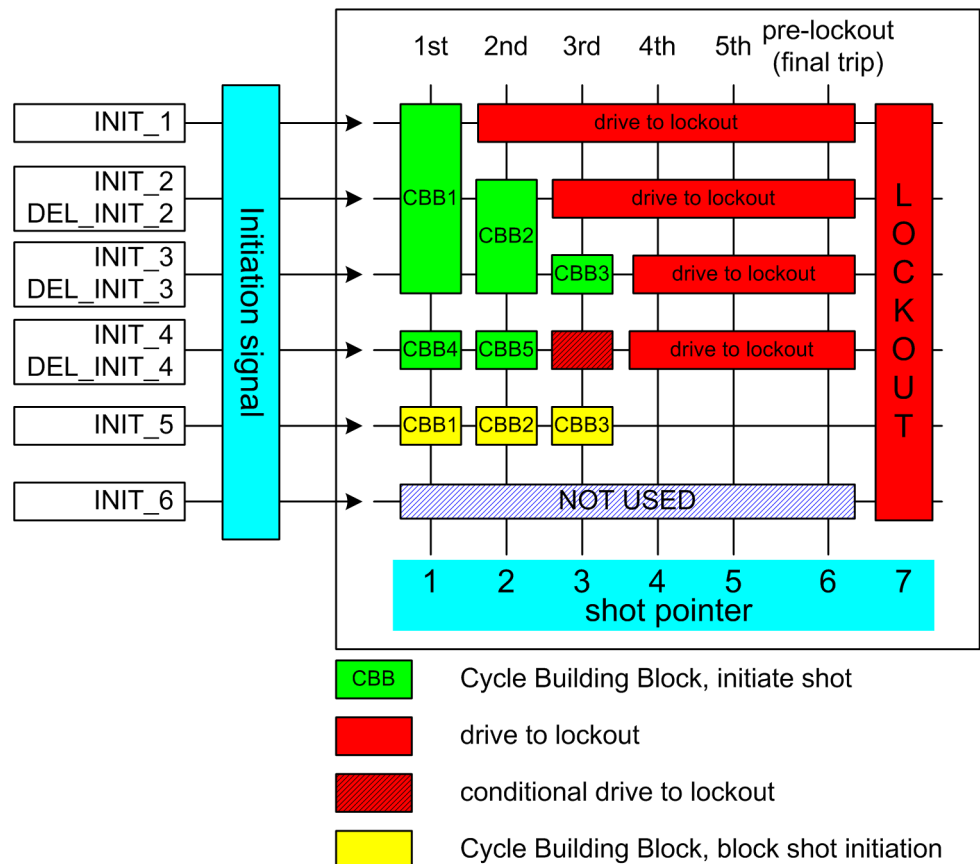 1st 2nd 3rd 4th 5th pre-lockout
(final trip)
INIT_1
drive to lockout
INIT_2
DEL_INIT_2
CBB1
drive to lockout
CBB2
INIT_3
DEL_INIT_3
CBB3
drive to lockout
INIT_4
DEL_INIT_4
CBB4 CBB5
drive to lockout
INIT_5
CBB1 CBB2 CBB3
INIT_6
NOT USED
Initiation signal
LOCKOUT
1 2 3 4 5 6 7
shot pointer
CBB Cycle Building Block, initiate shot
drive to lockout
conditional drive to lockout
Cycle Building Block, block shot initiation